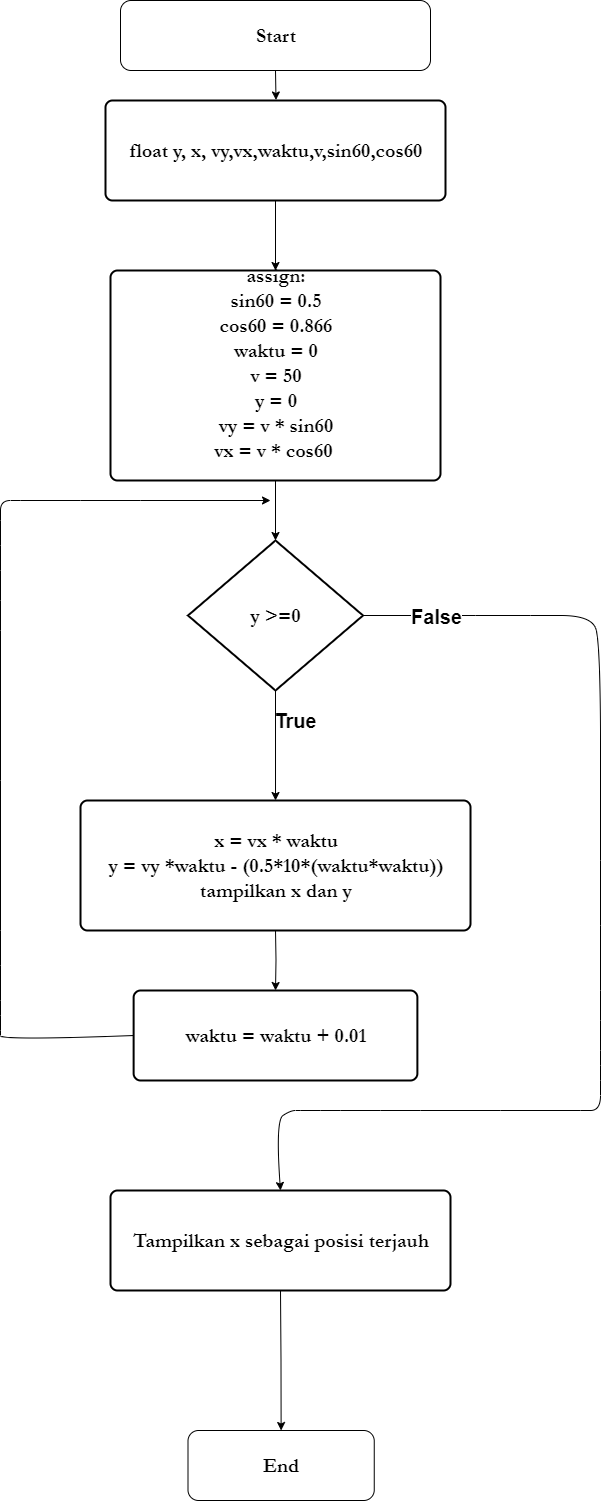 Start
float y, x, vy,vx,waktu,v,sin60,cos60
assign:
sin60 = 0.5
cos60 = 0.866
waktu = 0
v = 50
y = 0
vy = v * sin60
vx = v * cos60
y >=0
False
True
x = vx * waktu
y = vy *waktu - (0.5*10*(waktu*waktu))
tampilkan x dan y
waktu = waktu + 0.01
Tampilkan x sebagai posisi terjauh
End